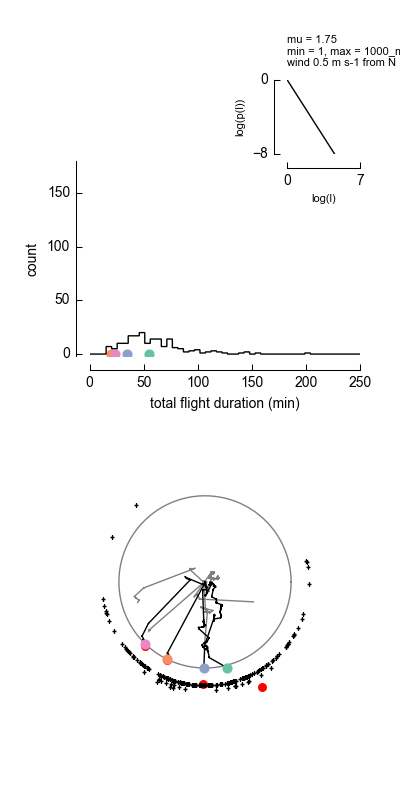 mu = 1.75
min = 1, max = 1000_m
wind 0.5 m s-1 from N
0
log(p(l))
−8
0 7
log(l)
150
100
count
50
0
0 50 100 150 200 250
total flight duration (min)